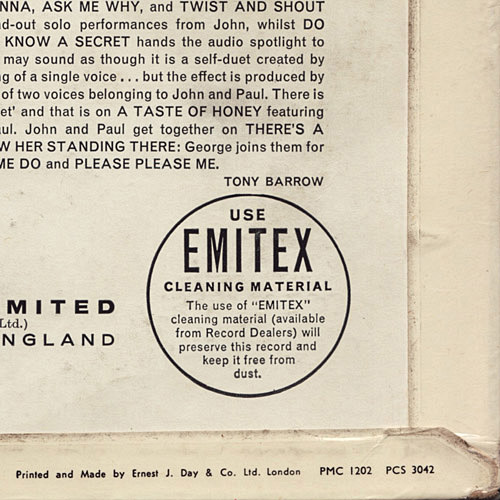 NNA, ASK ME WHY, and TWIST AND SHOUT
nd-out solo performances from John, whilst DO
KNOW A SECRET hands the audio spotlight to
may sound as though it is a self-duet created by
g of a single voice . . . but the effect is produced by
of two voices belonging to John and Paul. There is
et' and that is on A TASTE OF HONEY featuring
ul. John and Paul get together on THERE'S A
W HER STANDING THERE: George joins them for
ME DO and PLEASE PLEASE ME.
TONY BARROW
USE
EMITEX
CLEANING MATERIAL
The use of "EMITEX"
cleaning material (available
from Record Dealers) will
preserve this record and
keep it free from
dust.
MITED
Ltd.)
NGLAND
Printed and Made by Ernest J. Day & Co. Ltd. London PMC 1202 PCS 3042